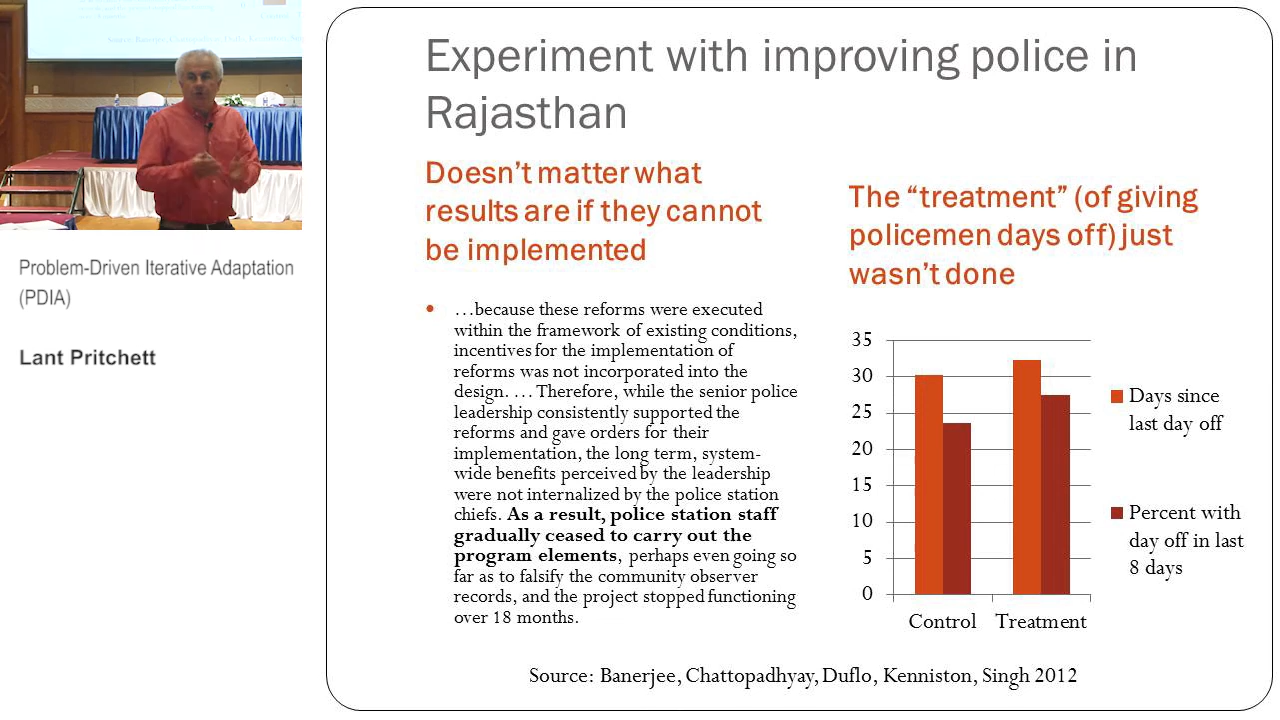 Experiment with improving police in
Rajasthan
Doesn't matter what
results are if they cannot
be implemented
The “treatment” (of giving
policemen days off) just
wasn't done
Problem-Driven Iterative Adaptation
(PDIA)
Lant Pritchett
• …because these reforms were executed
within the framework of existing conditions,
incentives for the implementation of
reforms was not incorporated into the
design. … Therefore, while the senior police
leadership consistently supported the
reforms and gave orders for their
implementation, the long term, system-
wide benefits perceived by the leadership
were not internalized by the police station
chiefs. As a result, police station staff
gradually ceased to carry out the
program elements, perhaps even going so
far as to falsify the community observer
records, and the project stopped functioning
over 18 months.
35
30
25
20
15
10
5
0
Control Treatment
Days since
last day off
Percent with
day off in last
8 days
Source: Banerjee, Chattopadhyay, Duflo, Kenniston, Singh 2012